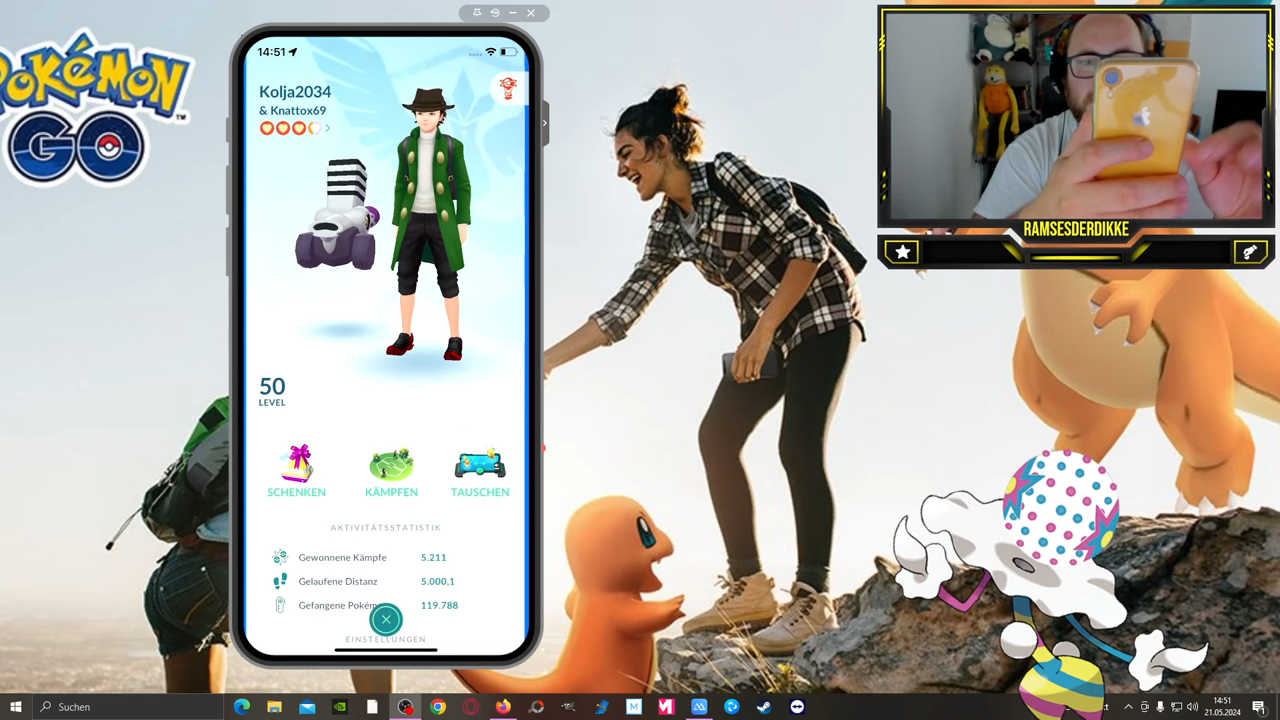 POKÉMON
GO
TM
14:51
Kolja2034
& Knattox69
50
LEVEL
SCHENKEN
KÄMPFEN
TAUSCHEN
AKTIVITÄTSSTATISTIK
Gewonnene Kämpfe 5.211
Gelaufene Distanz 5.000,1
Gefangene Pokém 119.788
EINSTELLUNGEN
RAMSESDERDIKKE
Suchen
14:51
21.05.2024